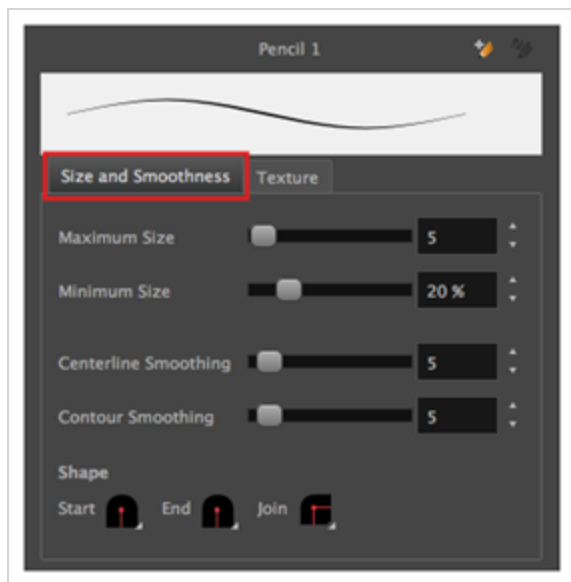 Pencil 1
Size and Smoothness Texture
Maximum Size 5
Minimum Size 20 %
Centerline Smoothing 5
Contour Smoothing 5
Shape
Start End Join